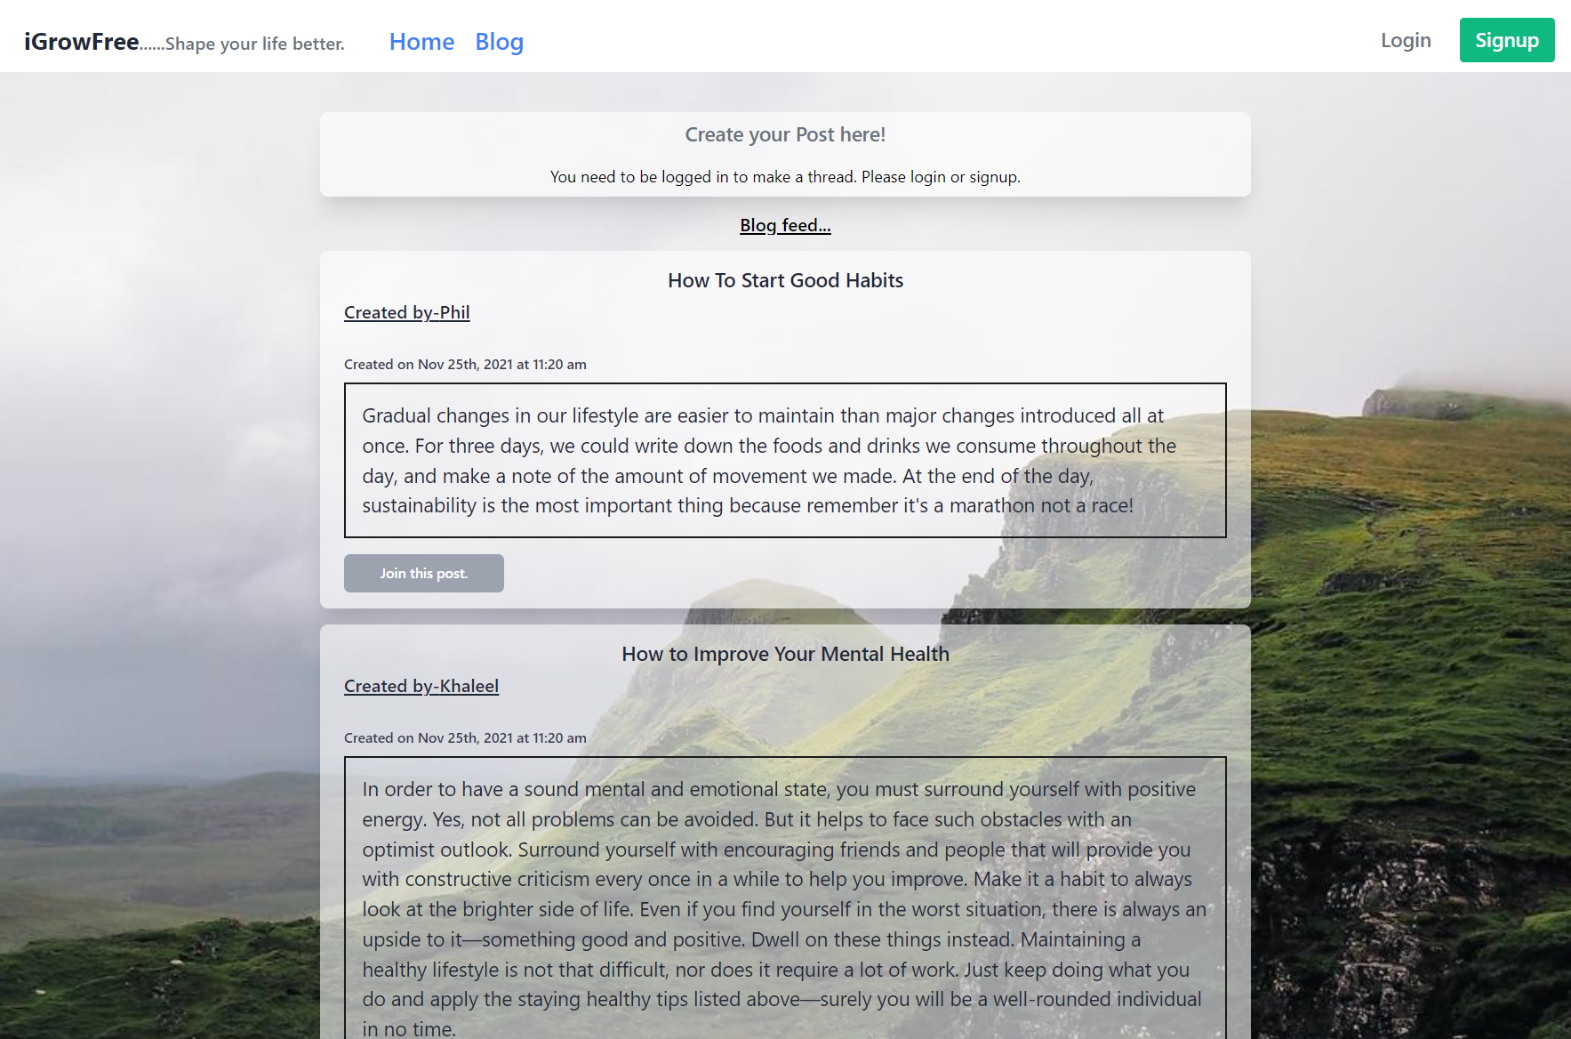 iGrowFree......Shape your life better. Home Blog Login Signup
Create your Post here!
You need to be logged in to make a thread. Please login or signup.
Blog feed...
How To Start Good Habits
Created by-Phil
Created on Nov 25th, 2021 at 11:20 am
Gradual changes in our lifestyle are easier to maintain than major changes introduced all at
once. For three days, we could write down the foods and drinks we consume throughout the
day, and make a note of the amount of movement we made. At the end of the day,
sustainability is the most important thing because remember it's a marathon not a race!
Join this post.
How to Improve Your Mental Health
Created by-Khaleel
Created on Nov 25th, 2021 at 11:20 am
In order to have a sound mental and emotional state, you must surround yourself with positive
energy. Yes, not all problems can be avoided. But it helps to face such obstacles with an
optimist outlook. Surround yourself with encouraging friends and people that will provide you
with constructive criticism every once in a while to help you improve. Make it a habit to always
look at the brighter side of life. Even if you find yourself in the worst situation, there is always an
upside to it—something good and positive. Dwell on these things instead. Maintaining a
healthy lifestyle is not that difficult, nor does it require a lot of work. Just keep doing what you
do and apply the staying healthy tips listed above—surely you will be a well-rounded individual
in no time.